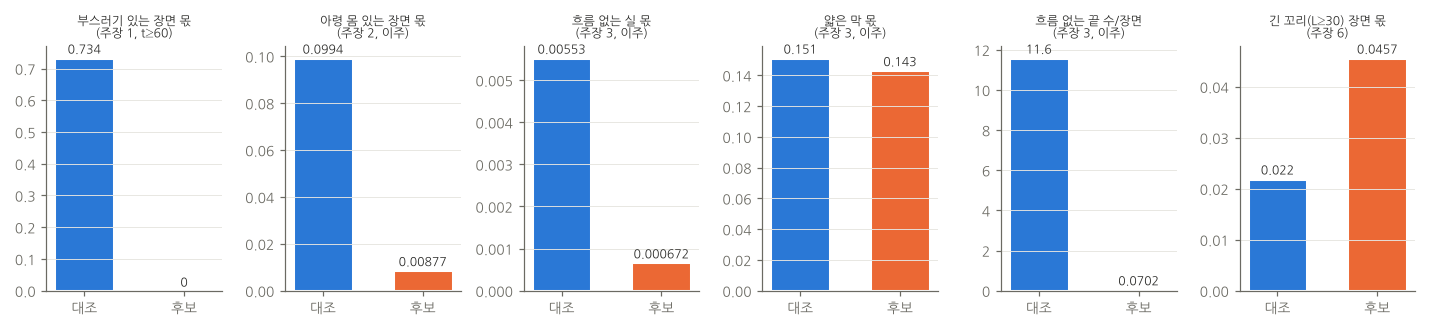 부스러기 있는 장면 몫
(주장 1, t≥60)
0.734
0.7
0.6
0.5
0.4
0.3
0.2
0.1
0.0
0
대조
후보
아령 몸 있는 장면 몫
(주장 2, 이주)
0.0994
0.10
0.08
0.06
0.04
0.02
0.00
0.00877
대조
후보
흐름 없는 실 몫
(주장 3, 이주)
0.00553
0.005
0.004
0.003
0.002
0.001
0.000
0.000672
대조
후보
얇은 막 몫
(주장 3, 이주)
0.151
0.143
0.14
0.12
0.10
0.08
0.06
0.04
0.02
0.00
대조
후보
흐름 없는 끝 수/장면
(주장 3, 이주)
11.6
12
10
8
6
4
2
0
0.0702
대조
후보
긴 꼬리(L≥30) 장면 몫
(주장 6)
0.0457
0.04
0.03
0.022
0.02
0.01
0.00
대조
후보